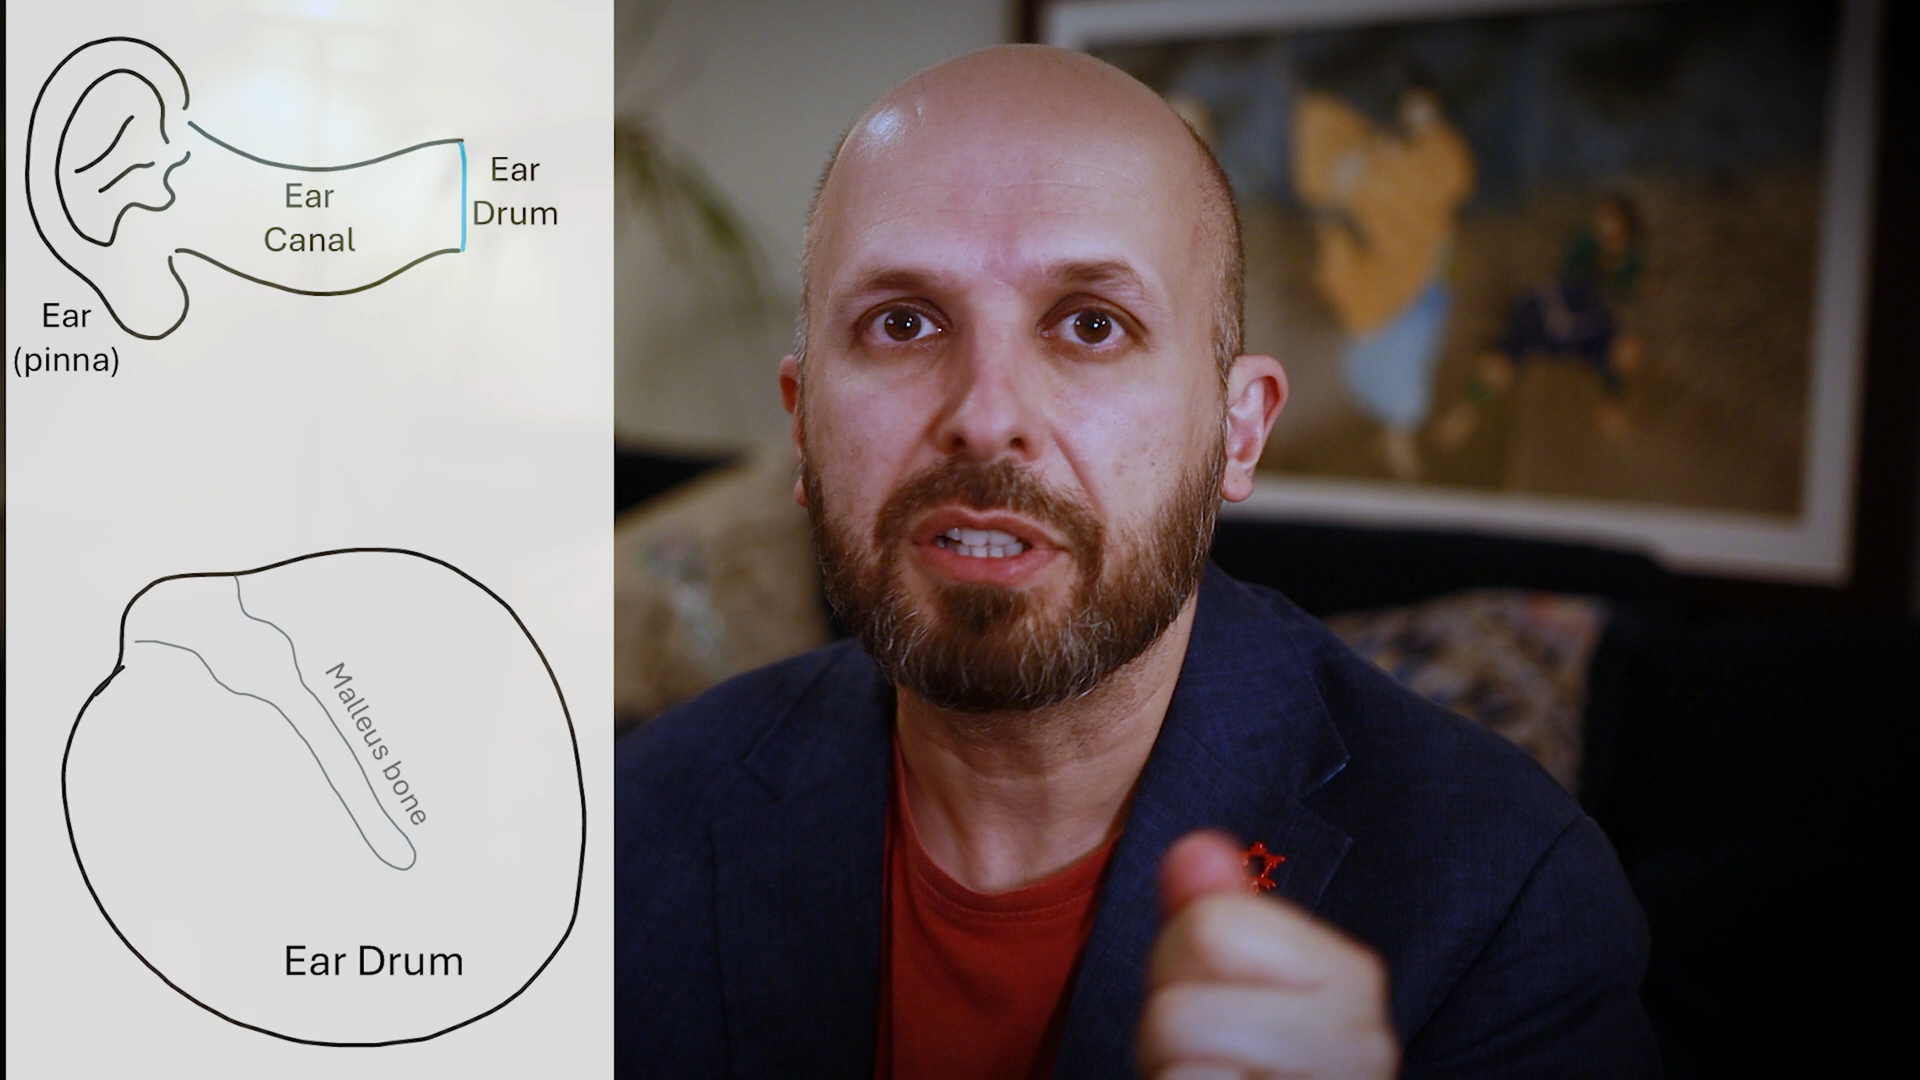 Ear
Canal
Ear
Drum
Ear
(pinna)
Malleus bone
Ear Drum